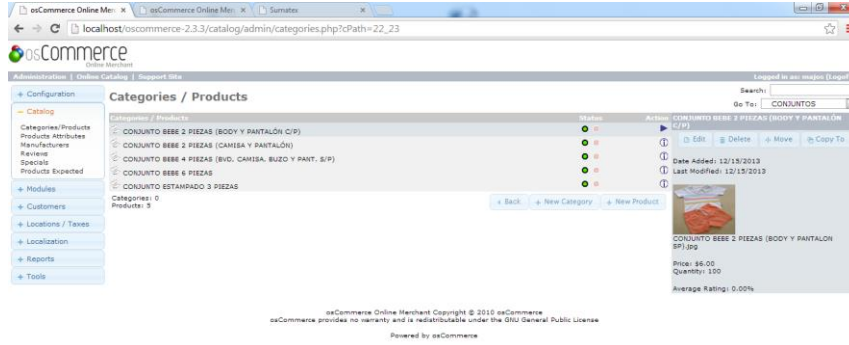 osCommerce Online Mer
osCommerce Online Mer
Sumatex
localhost/oscommerce-2.3.3/catalog/admin/categories.php?cPath=22_23
osCommerce
Online Merchant
Administration | Online Catalog | Support Site
Logged in as: majos (Logoff
+ Configuration
− Catalog
Categories/Products
Products Attributes
Manufacturers
Reviews
Specials
Products Expected
+ Modules
+ Customers
+ Locations / Taxes
+ Localization
+ Reports
+ Tools
Categories / Products
Search:
Go To: CONJUNTOS
Categories / Products Status Action
CONJUNTO BEBE 2 PIEZAS (BODY Y PANTALÓN C/P)
CONJUNTO BEBE 2 PIEZAS (CAMISA Y PANTALÓN)
CONJUNTO BEBE 4 PIEZAS (BVD, CAMISA, BUZO Y PANT. S/P)
CONJUNTO BEBE 6 PIEZAS
CONJUNTO ESTAMPADO 3 PIEZAS
Categories: 0
Products: 5
Back + New Category + New Product
CONJUNTO BEBE 2 PIEZAS (BODY Y PANTALÓN
C/P)
Edit Delete Move Copy To
Date Added: 12/15/2013
Last Modified: 12/15/2013
CONJUNTO BEBE 2 PIEZAS (BODY Y PANTALON
SP).jpg
Price: $6.00
Quantity: 100
Average Rating: 0.00%
osCommerce Online Merchant Copyright © 2010 osCommerce
osCommerce provides no warranty and is redistributable under the GNU General Public License
Powered by osCommerce